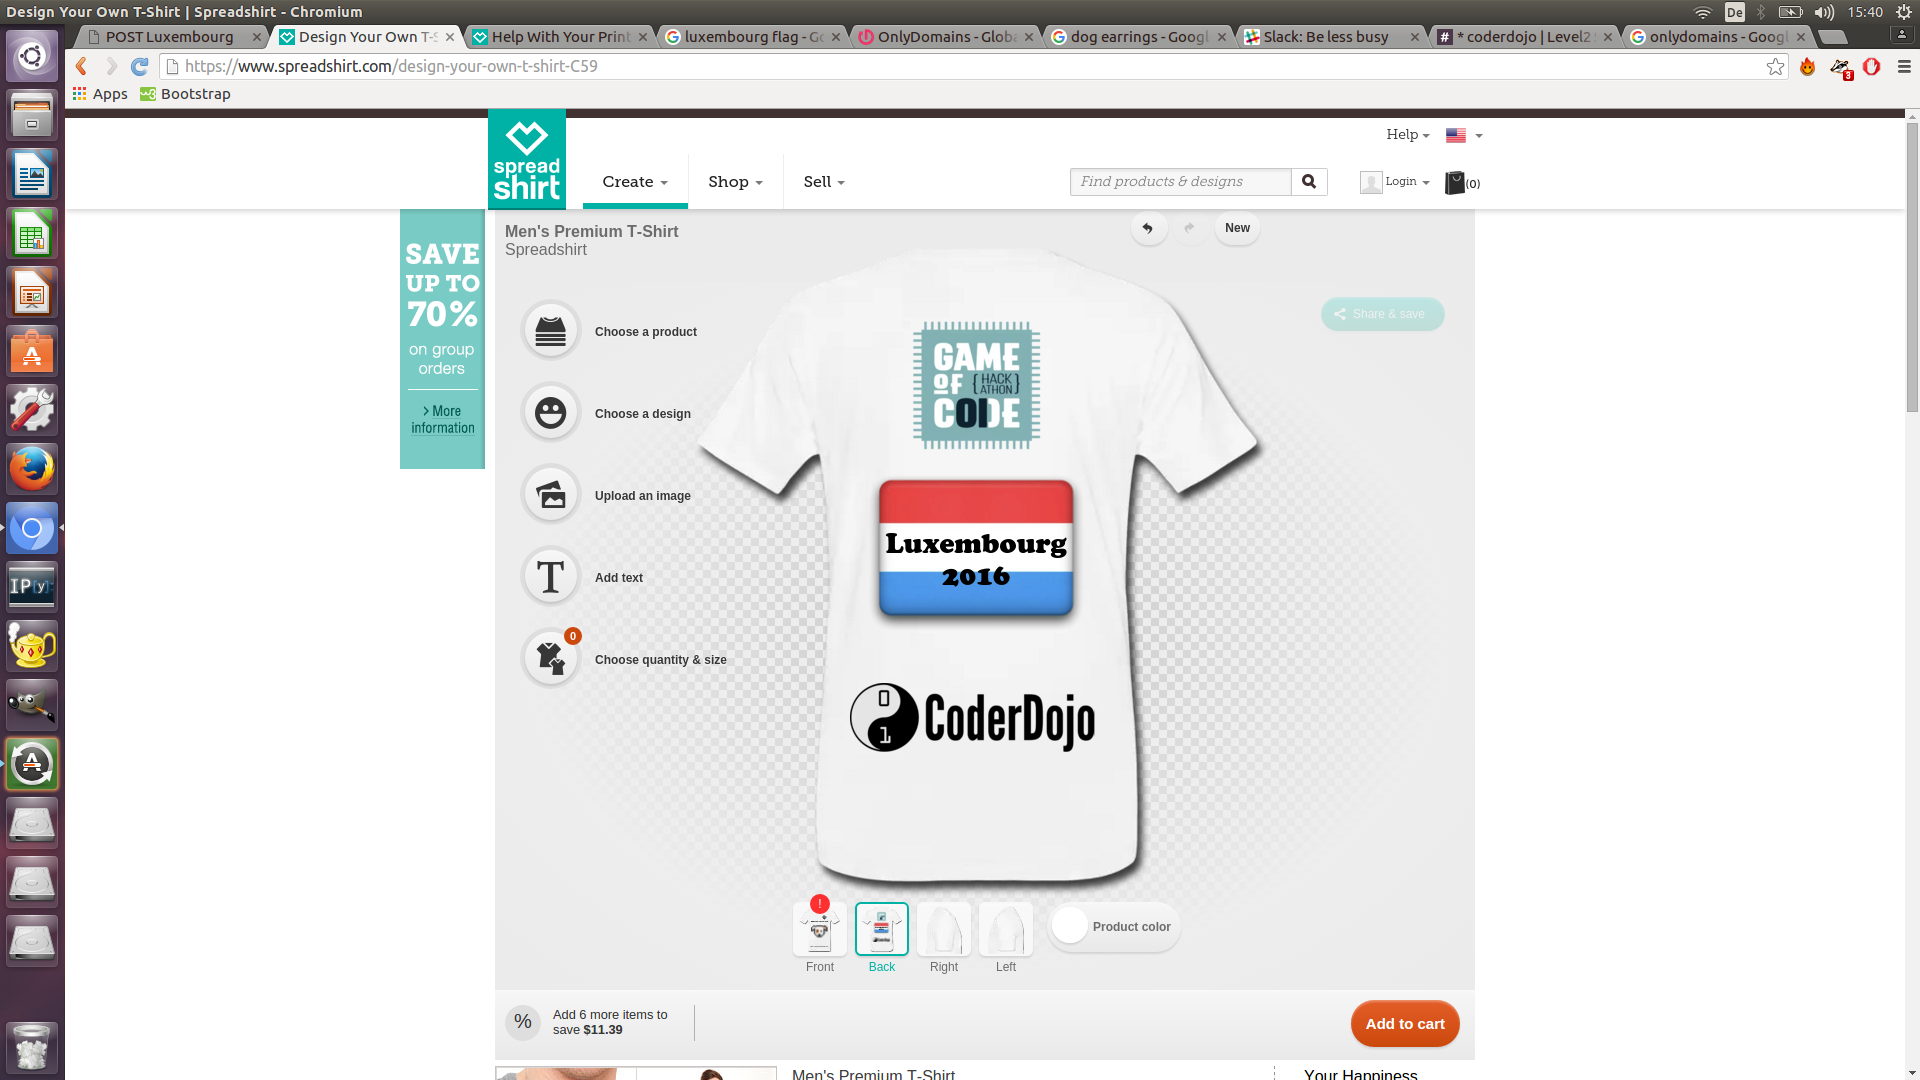 Design Your Own T-Shirt | Spreadshirt - Chromium
De
15:40
POST Luxembourg
Design Your Own T-S
Help With Your Print
luxembourg flag - Go
OnlyDomains - Globa
dog earrings - Googl
Slack: Be less busy
* coderdojo | Level2
onlydomains - Googl
https://www.spreadshirt.com/design-your-own-t-shirt-C59
3
Apps
Bootstrap
spread
shirt
Help
Create
Shop
Sell
Find products & designs
Login
(0)
SAVE
UP TO
70%
on group
orders
> More
information
Men's Premium T-Shirt
Spreadshirt
New
Share & save
Choose a product
Choose a design
Upload an image
T
Add text
0
Choose quantity & size
GAME
OF
{HACK
ATHON}
CODE
Luxembourg
2016
0
1
CoderDojo
!
Front
Back
Right
Left
Product color
%
Add 6 more items to
save $11.39
Add to cart
Men's Premium T-Shirt
Your Happiness
IP[y]: